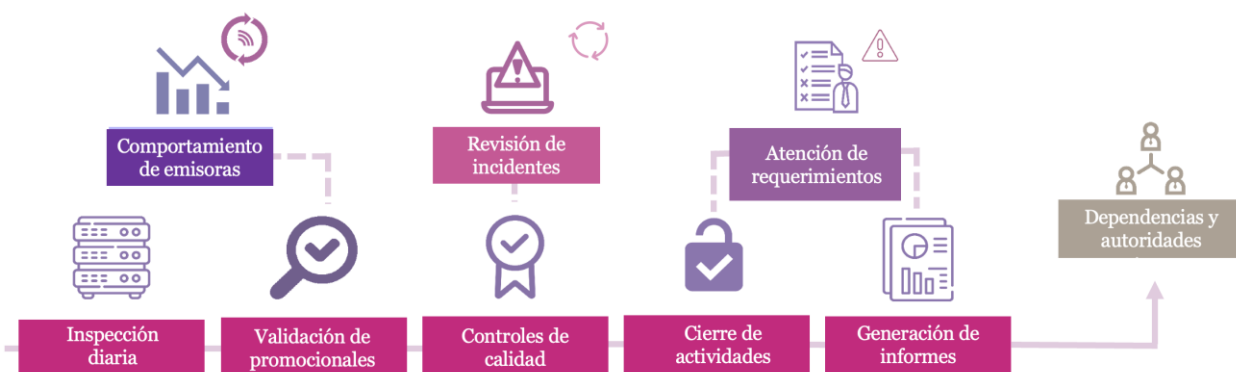 Comportamiento
de emisoras
Revisión de
incidentes
Atención de
requerimientos
Dependencias y
autoridades
Inspección
diaria
Validación de
promocionales
Controles de
calidad
Cierre de
actividades
Generación de
informes